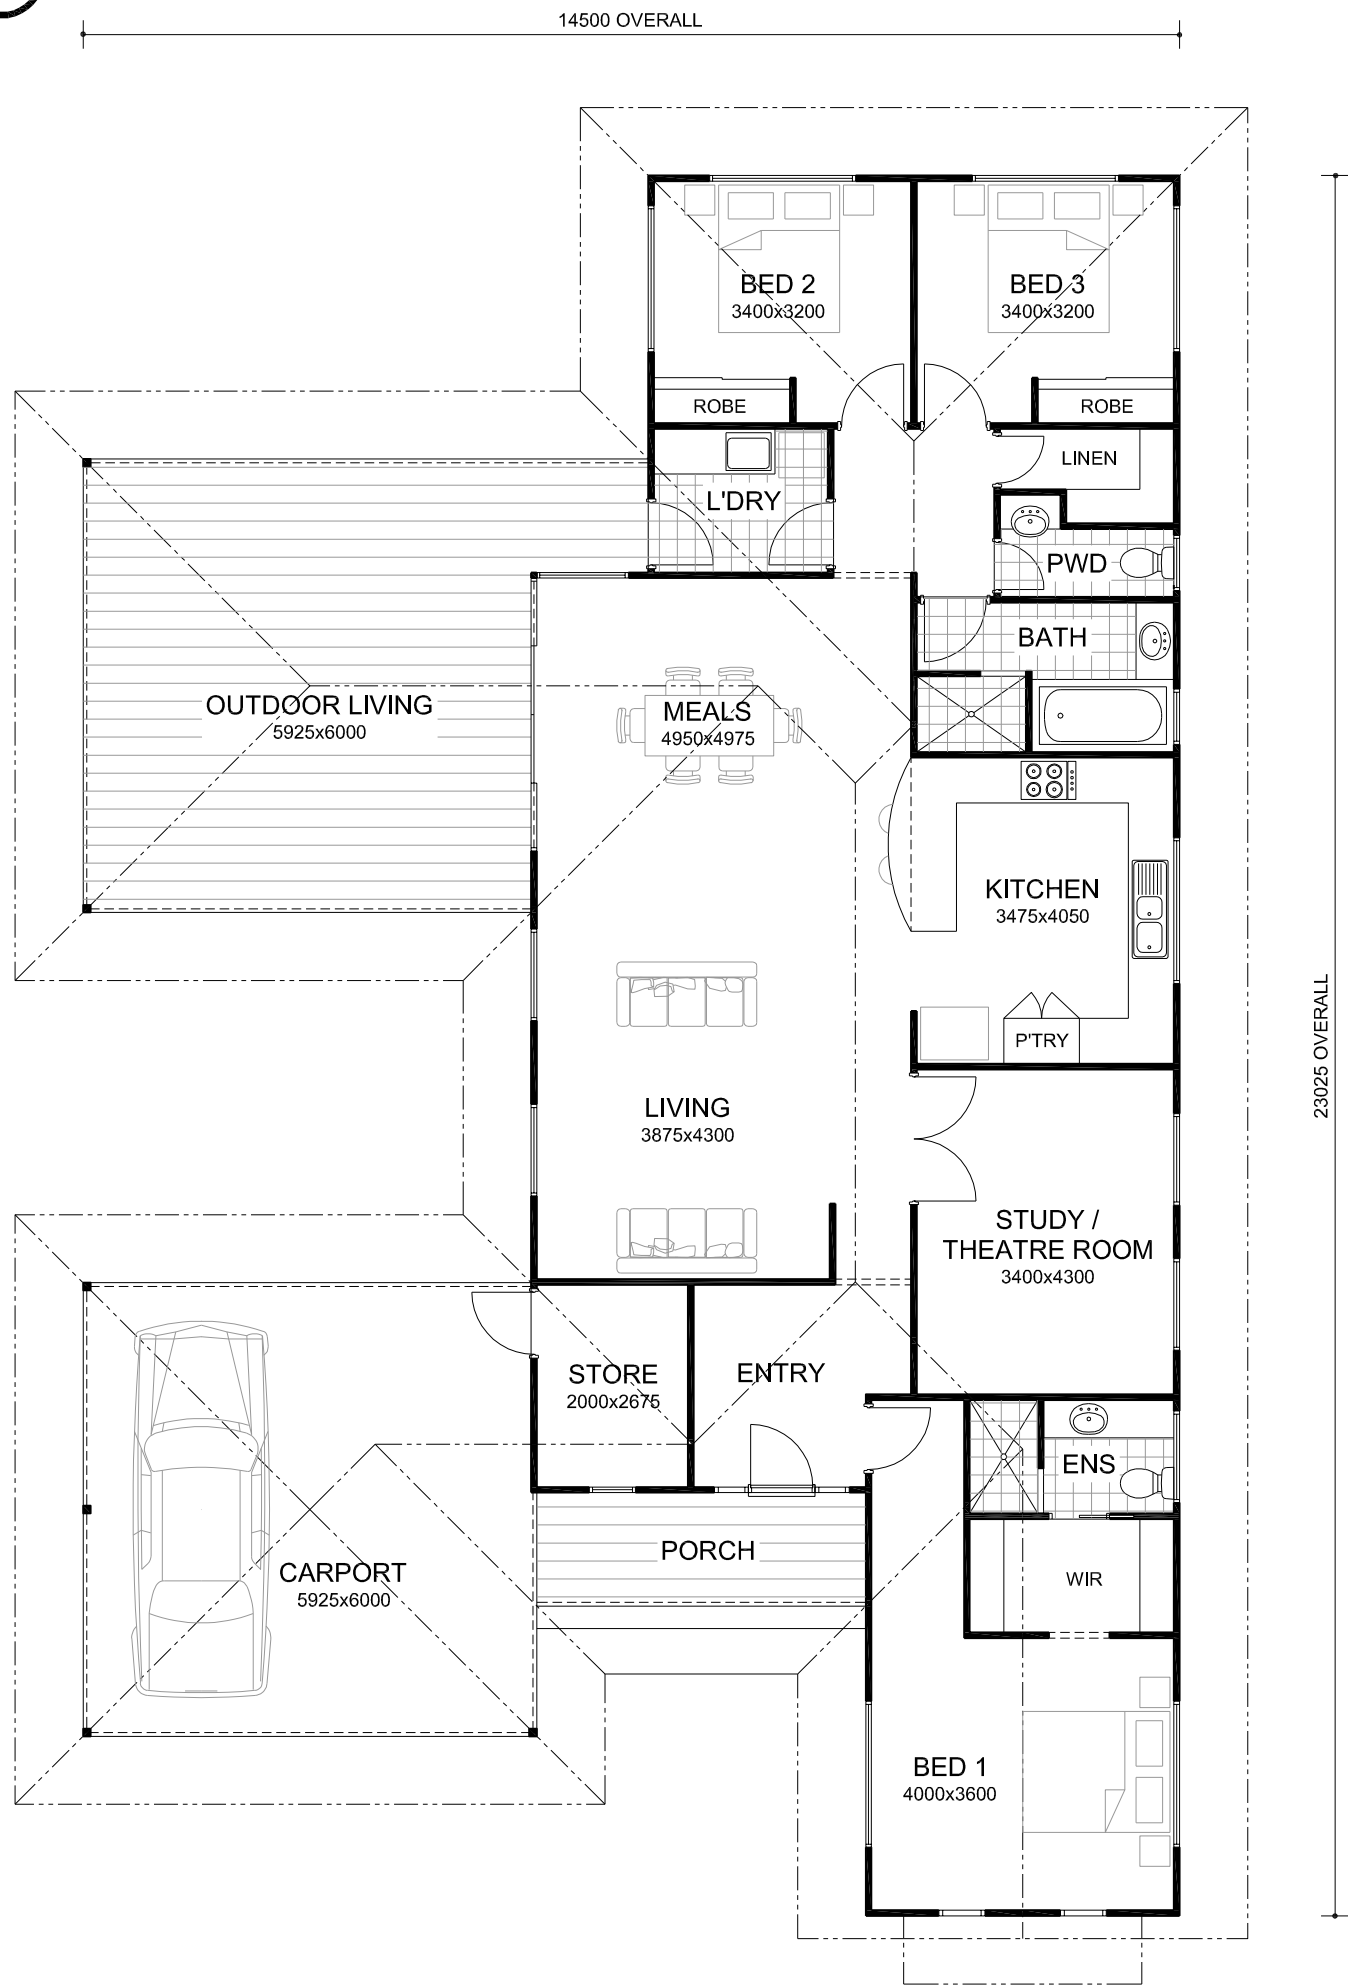 14500 OVERALL
BED 2
3400x3200
BED 3
3400x3200
ROBE
ROBE
LINEN
L'DRY
PWD
BATH
OUTDOOR LIVING
5925x6000
MEALS
4950x4975
KITCHEN
3475x4050
P'TRY
23025 OVERALL
LIVING
3875x4300
STUDY /
THEATRE ROOM
3400x4300
STORE
2000x2675
ENTRY
ENS
PORCH
CARPORT
5925x6000
WIR
BED 1
4000x3600